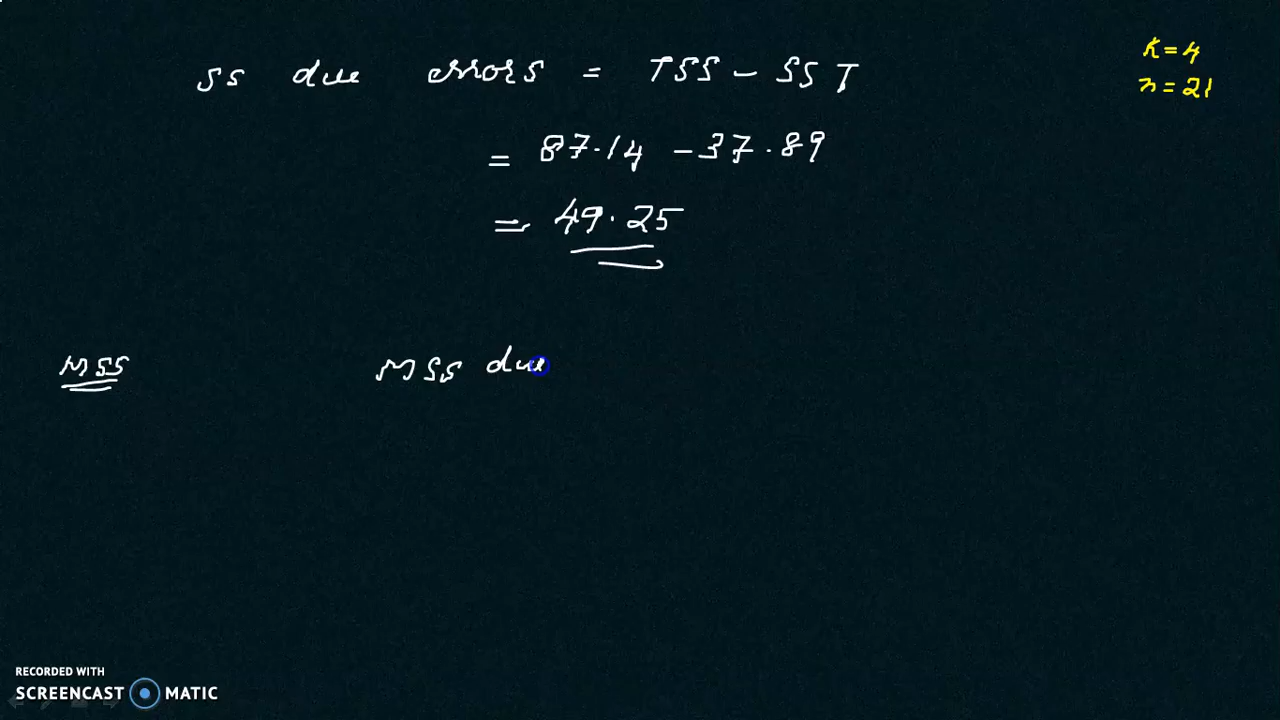 SS due errors = TSS - SST
K = 4
n = 21
= 87.14 - 37.89
= 49.25
MSS MSS due
RECORDED WITH
SCREENCAST MATIC